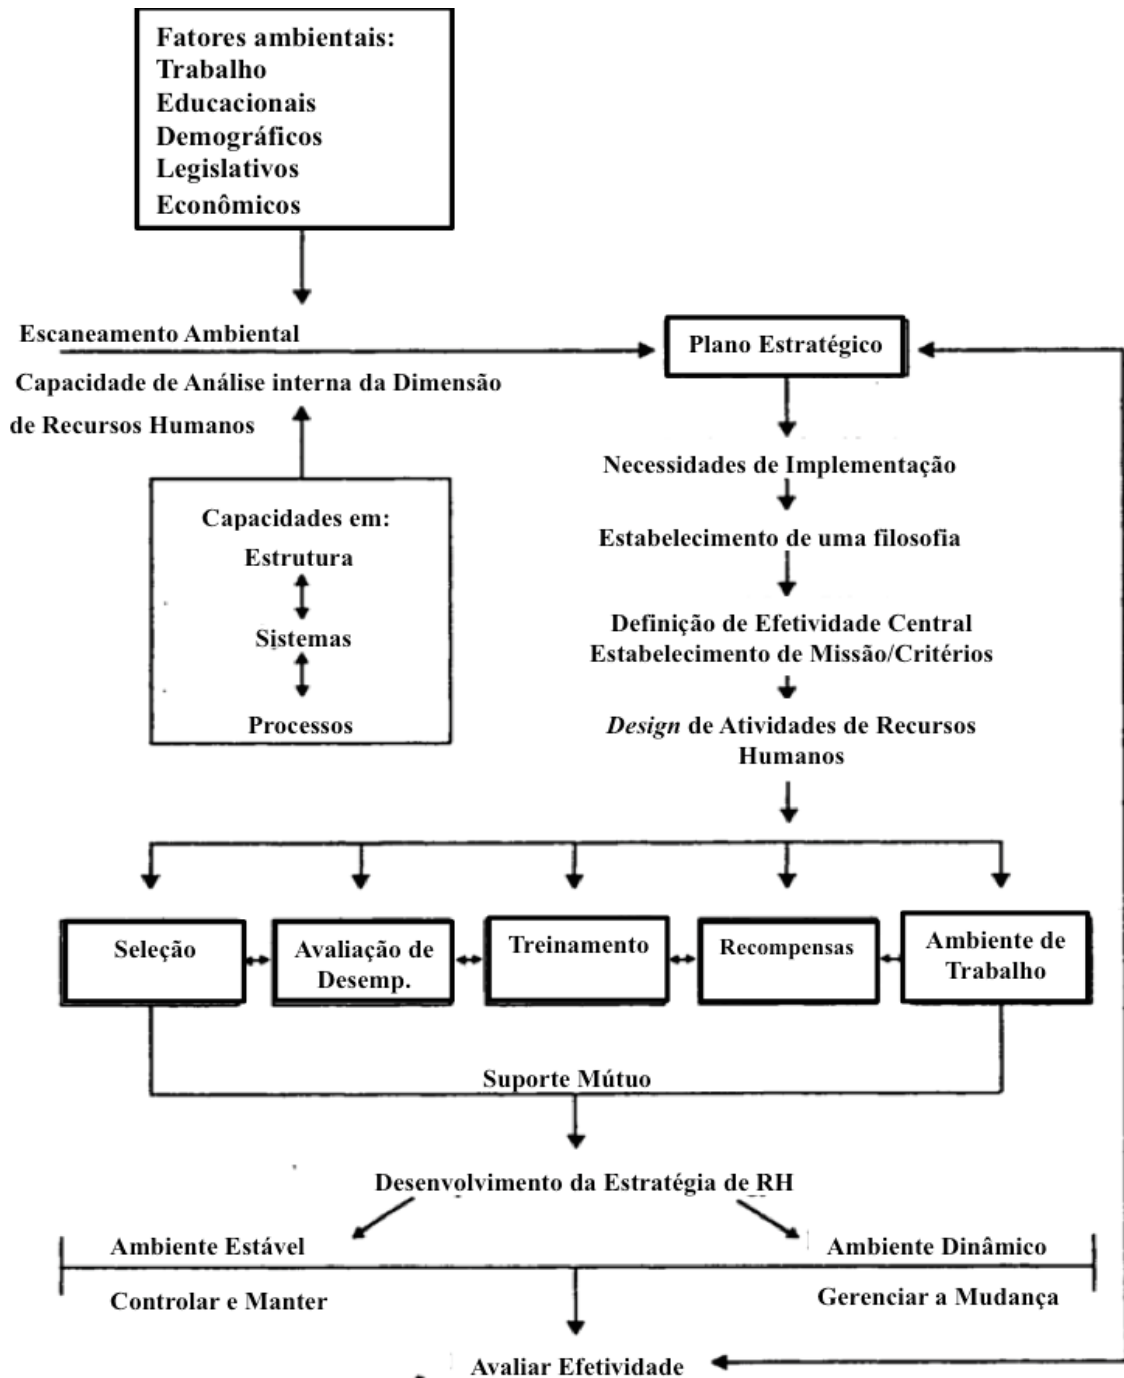 Fatores ambientais:
Trabalho
Educacionais
Demográficos
Legislativos
Econômicos
Escaneamento Ambiental
Plano Estratégico
Capacidade de Análise interna da Dimensão
de Recursos Humanos
Capacidades em:
Estrutura
Sistemas
Processos
Necessidades de Implementação
Estabelecimento de uma filosofia
Definição de Efetividade Central
Estabelecimento de Missão/Critérios
Design de Atividades de Recursos
Humanos
Seleção
Avaliação de
Desemp.
Treinamento
Recompensas
Ambiente de
Trabalho
Suporte Mútuo
Desenvolvimento da Estratégia de RH
Ambiente Estável
Ambiente Dinâmico
Controlar e Manter
Gerenciar a Mudança
Avaliar Efetividade